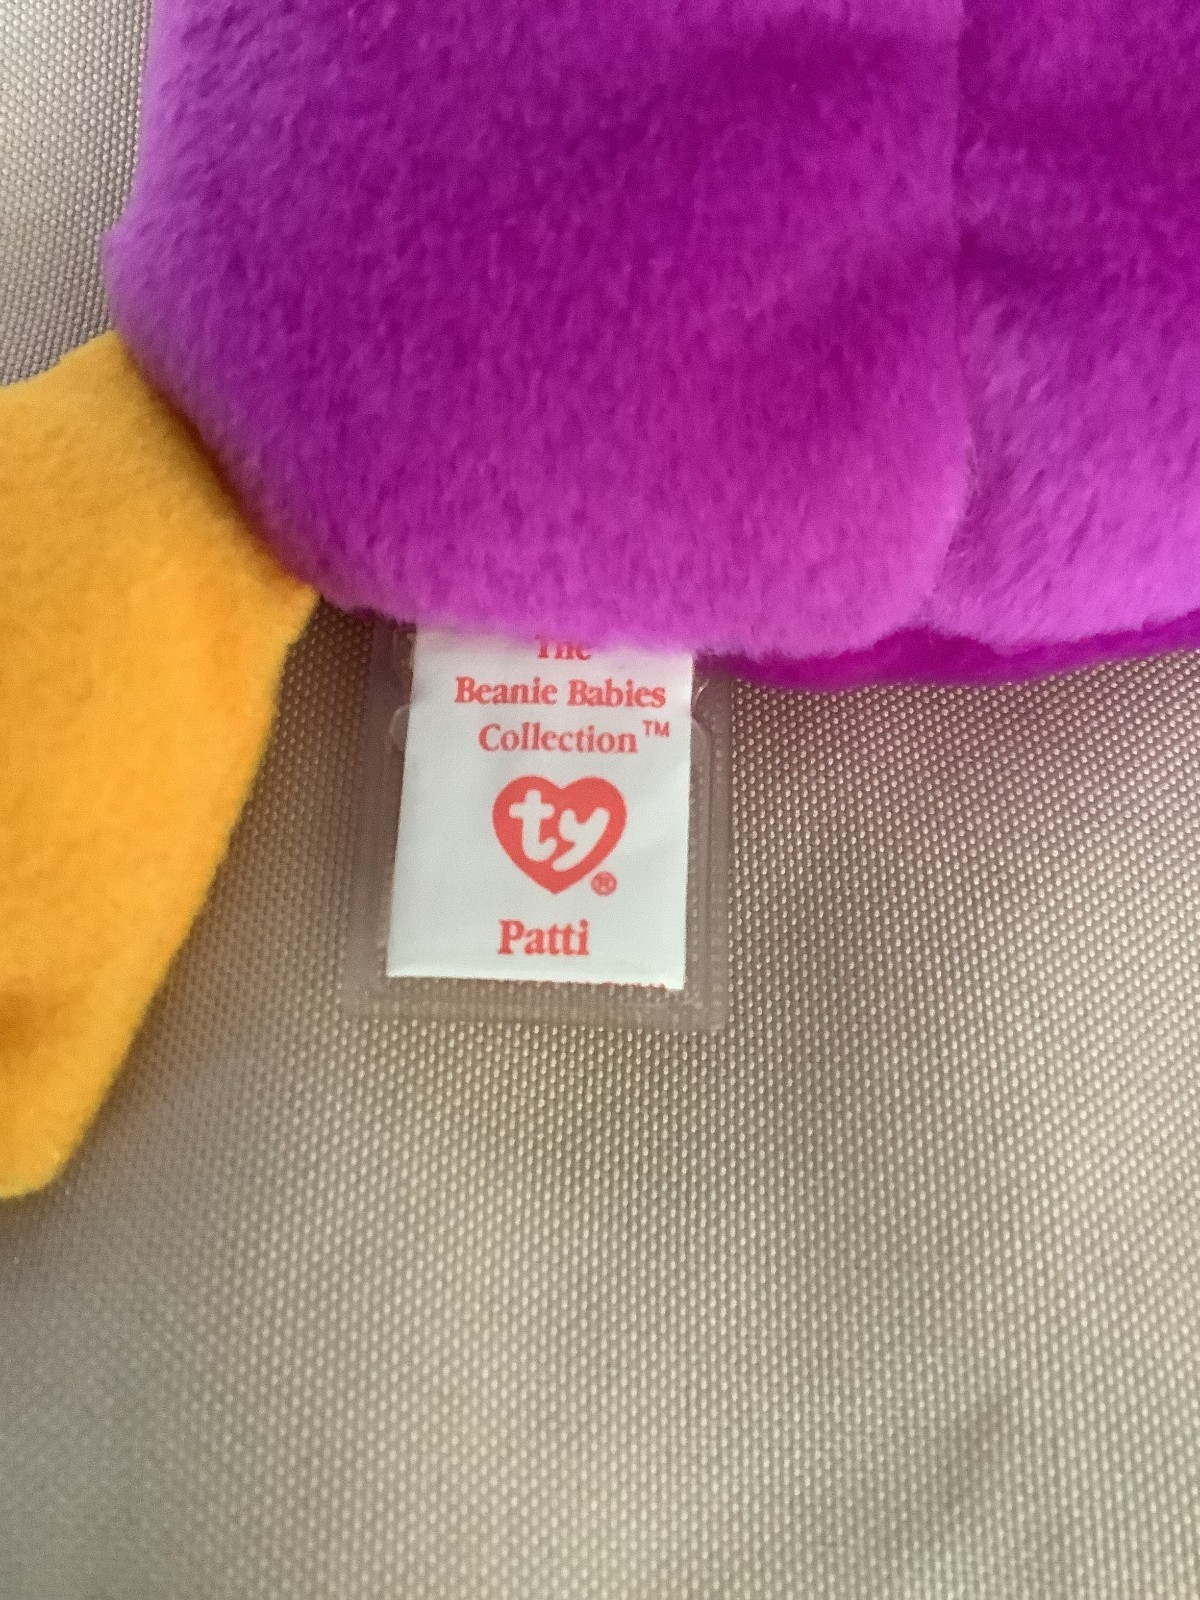 The
Beanie Babies
Collection™
ty®
Patti